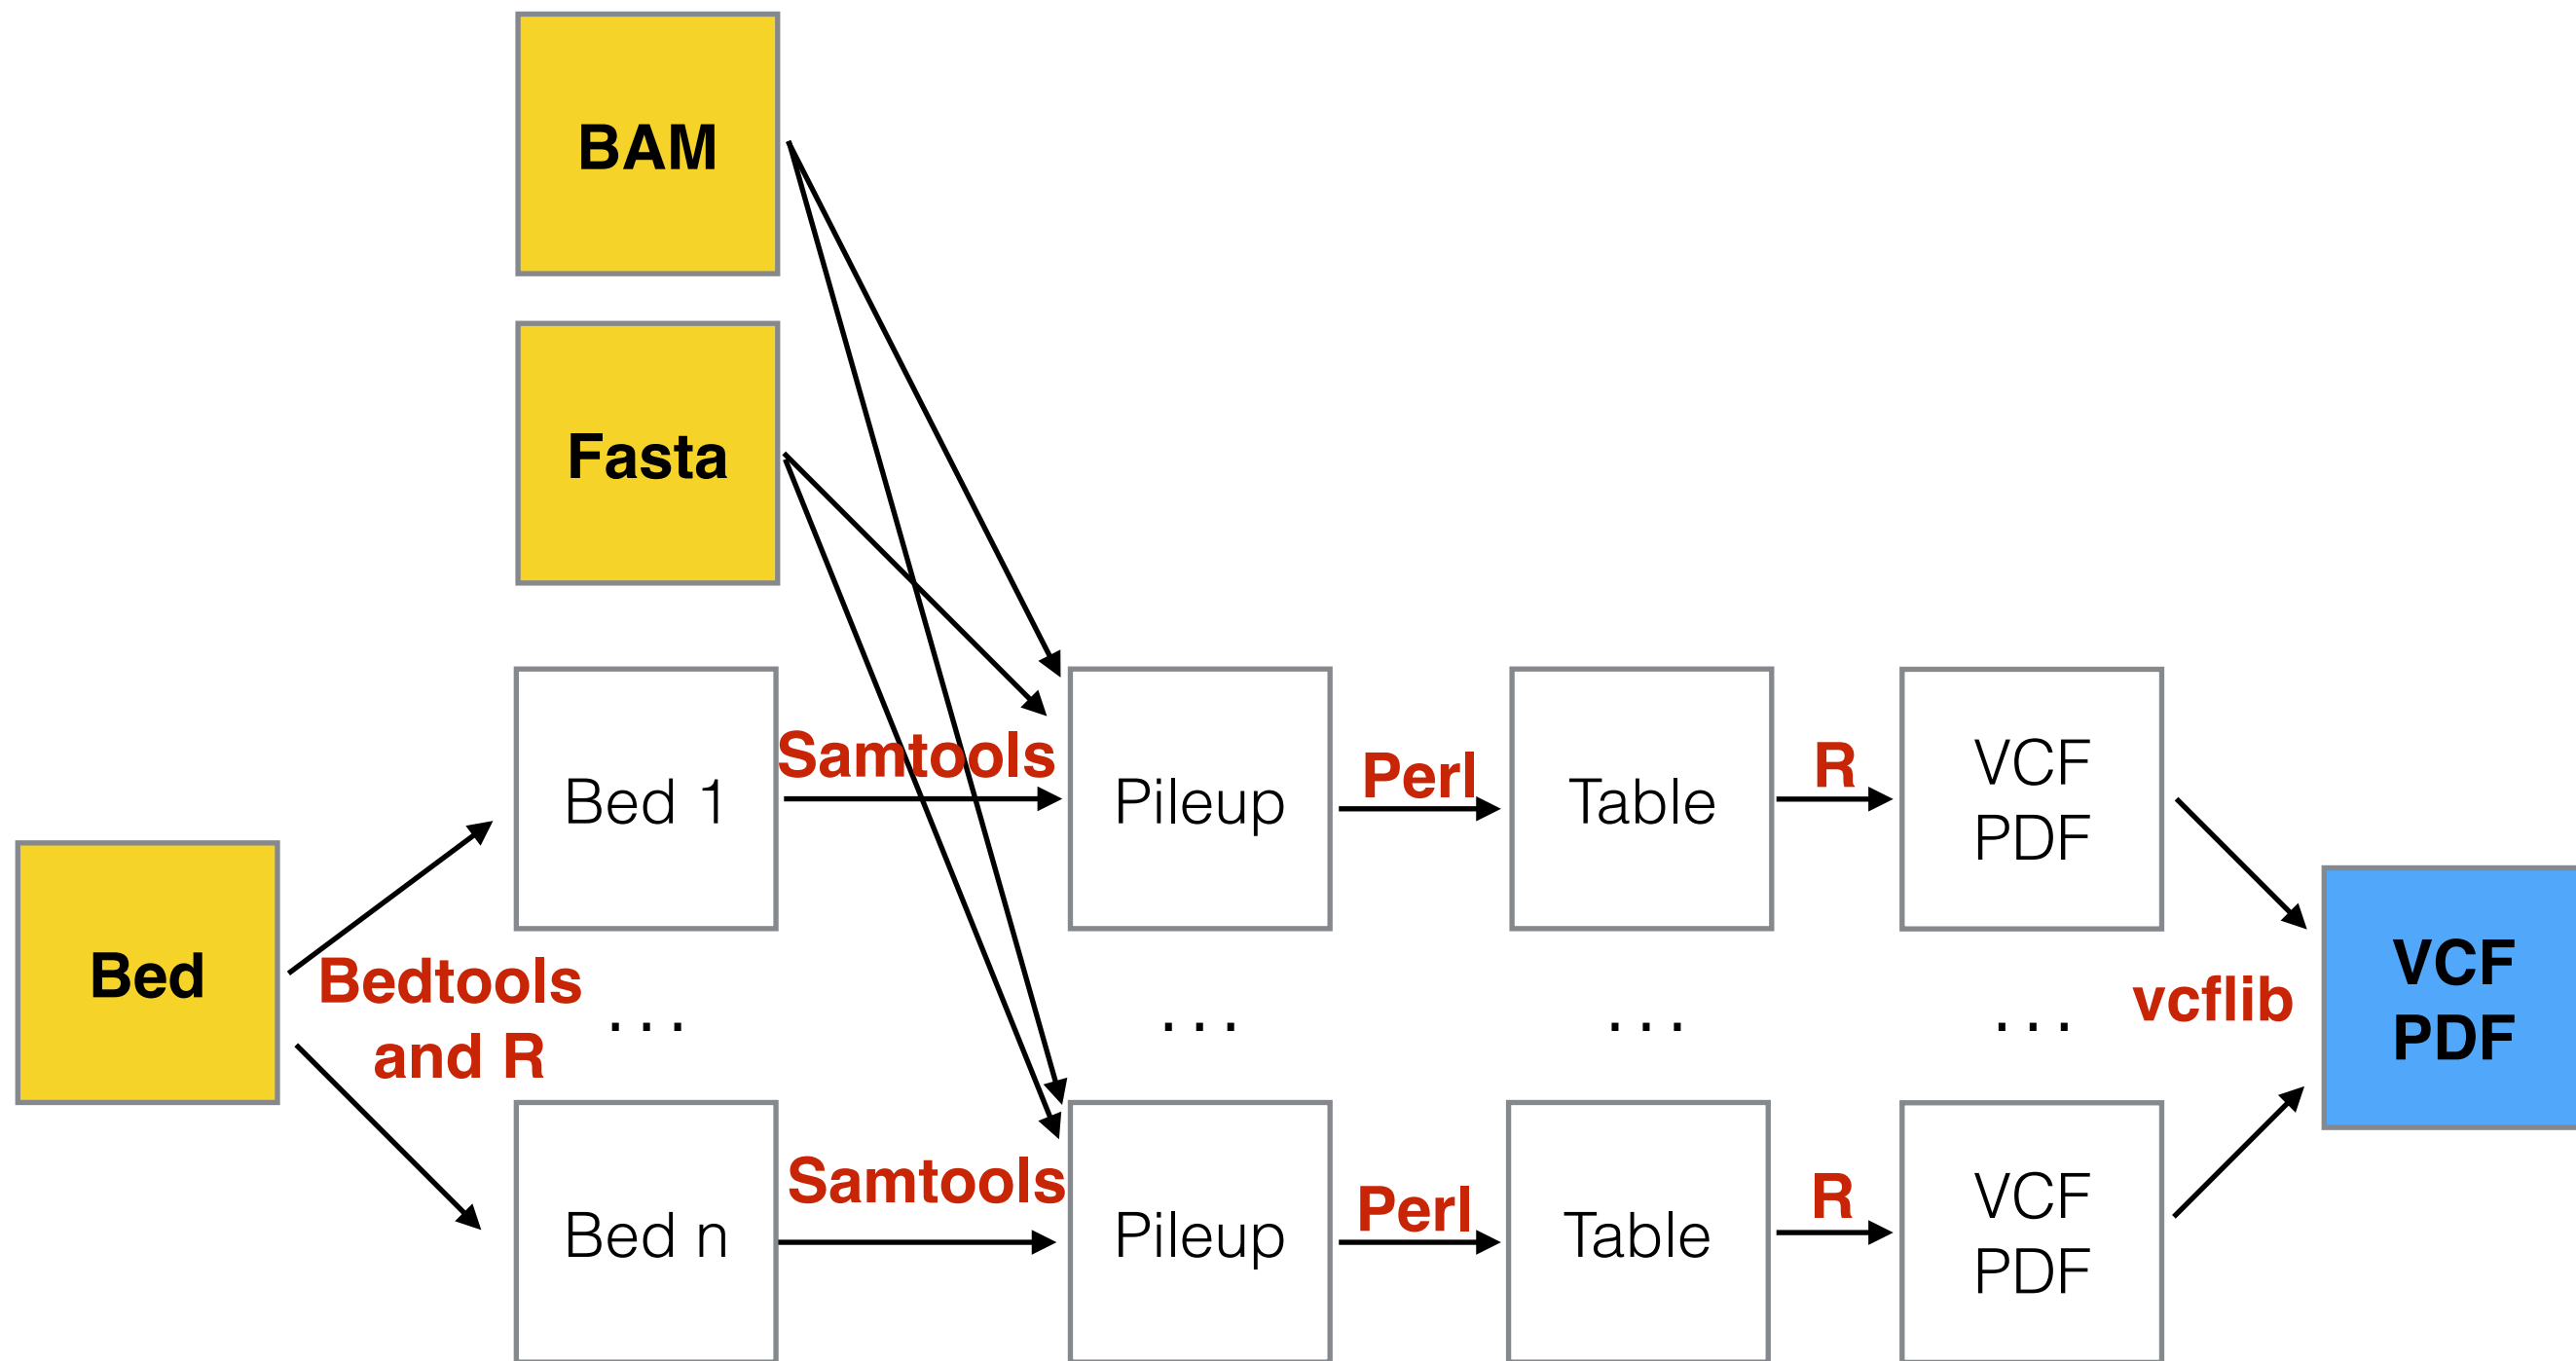 BAM
Fasta
Bed 1
Samtools
Pileup
Perl
Table
R
VCF
PDF
Bed
Bedtools
and R
...
...
...
...
vcflib
VCF
PDF
Bed n
Samtools
Pileup
Perl
Table
R
VCF
PDF